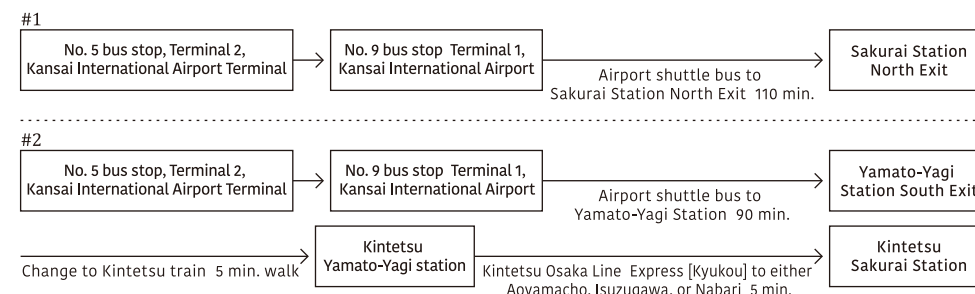 #1
No. 5 bus stop, Terminal 2,
Kansai International Airport Terminal
No. 9 bus stop Terminal 1,
Kansai International Airport
Airport shuttle bus to
Sakurai Station North Exit 110 min.
Sakurai Station
North Exit
#2
No. 5 bus stop, Terminal 2,
Kansai International Airport Terminal
No. 9 bus stop Terminal 1,
Kansai International Airport
Airport shuttle bus to
Yamato-Yagi Station 90 min.
Yamato-Yagi
Station South Exit
Change to Kintetsu train 5 min. walk
Kintetsu
Yamato-Yagi station
Kintetsu Osaka Line Express [Kyukou] to either
Aoyamacho, Isuzugawa, or Nabari 5 min.
Kintetsu
Sakurai Station